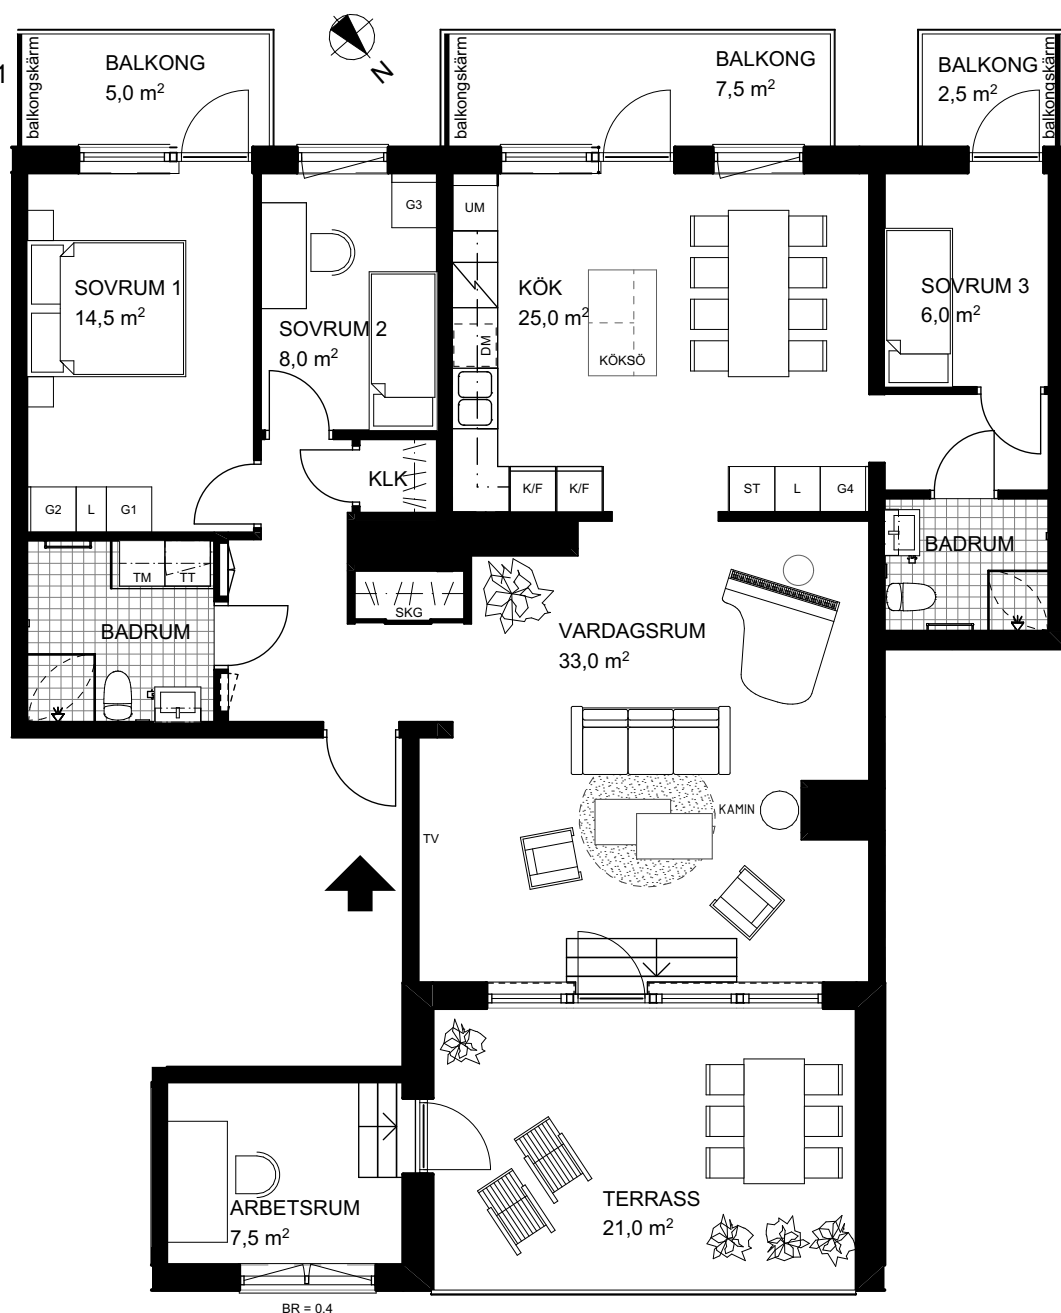 1
balkongskärm
BALKONG
5,0 m²
N
balkongskärm
BALKONG
7,5 m²
BALKONG
2,5 m²
balkongskärm
G3
UM
SOVRUM 1
14,5 m²
SOVRUM 2
8,0 m²
KÖK
25,0 m²
DM
KÖKSÖ
SOVRUM 3
6,0 m²
KLK
K/F
K/F
ST
L
G4
G2
L
G1
TM
TT
BADRUM
SKG
BADRUM
VARDAGSRUM
33,0 m²
KAMIN
TV
ARBETSRUM
7,5 m²
TERRASS
21,0 m²
BR = 0.4